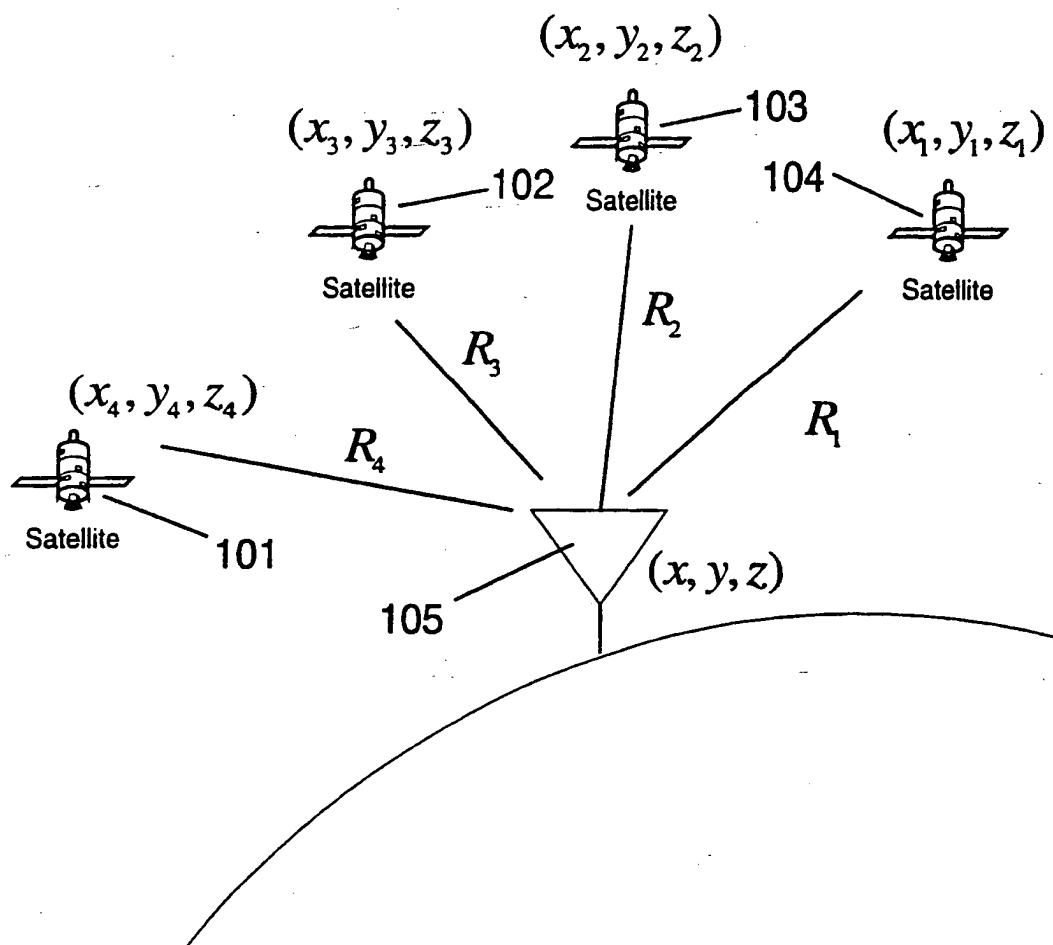 (x₂, y₂, z₂)
103
(x₃, y₃, z₃)
102
Satellite
(x₁, y₁, z₁)
104
Satellite
Satellite
R₂
R₃
R₁
(x₄, y₄, z₄)
R₄
Satellite
101
105
(x, y, z)